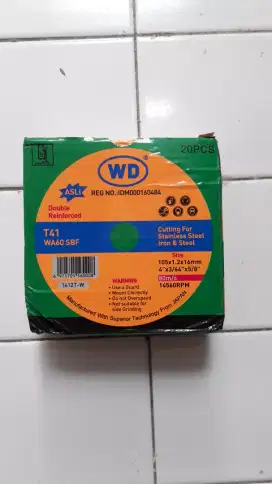 20PCS
WD
ASLI
REG NO. IDM000160484
Double
Reinforced
T41
WA60 SBF
Cutting For
Stainless Steel
Iron & Steel
Size
105x1.2x16mm
4"x3/64"x5/8"
80m/s
14560RPM
WARNING
• Use a Guard
• Mount Correctly
• Do not Overspeed
• Not suitable for
side Grinding
16127-W
Manufactured With Superior Technology From JAPAN